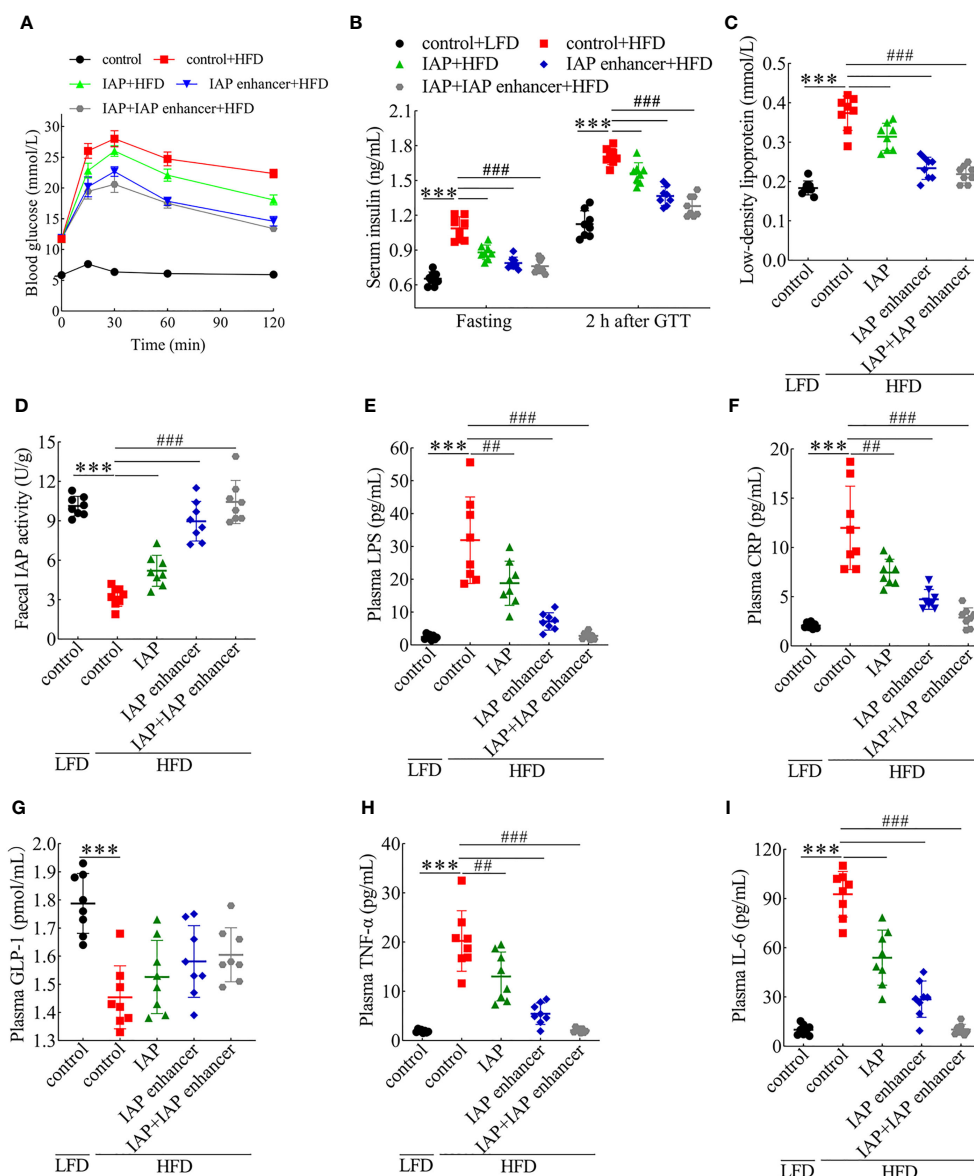 A
control control+HFD
IAP+HFD IAP enhancer+HFD
IAP+IAP enhancer+HFD
Blood glucose (mmol/L)
30
25
20
15
10
5
0
0 30 60 90 120
Time (min)
B
control+LFD control+HFD
IAP+HFD IAP enhancer+HFD
IAP+IAP enhancer+HFD
Serum insulin (ng/mL)
2.1
1.8
1.5
1.2
0.9
0.6
*** ###
*** ###
Fasting 2 h after GTT
C
Low-density lipoprotein (mmol/L)
0.5
0.4
0.3
0.2
0.1
0.0
###
***
control control IAP IAP enhancer IAP+IAP enhancer
LFD HFD
D
Faecal IAP activity (U/g)
15
12
9
6
3
0
###
***
control control IAP IAP enhancer IAP+IAP enhancer
LFD HFD
E
Plasma LPS (pg/mL)
60
50
40
30
20
10
0
###
*** ##
control control IAP IAP enhancer IAP+IAP enhancer
LFD HFD
F
Plasma CRP (pg/mL)
20
15
10
5
0
###
*** ##
control control IAP IAP enhancer IAP+IAP enhancer
LFD HFD
G
Plasma GLP-1 (pmol/mL)
2.0
1.9
1.8
1.7
1.6
1.5
1.4
1.3
***
control control IAP IAP enhancer IAP+IAP enhancer
LFD HFD
H
Plasma TNF-α (pg/mL)
40
30
20
10
0
###
*** ##
control control IAP IAP enhancer IAP+IAP enhancer
LFD HFD
I
Plasma IL-6 (pg/mL)
120
90
60
30
0
###
***
control control IAP IAP enhancer IAP+IAP enhancer
LFD HFD